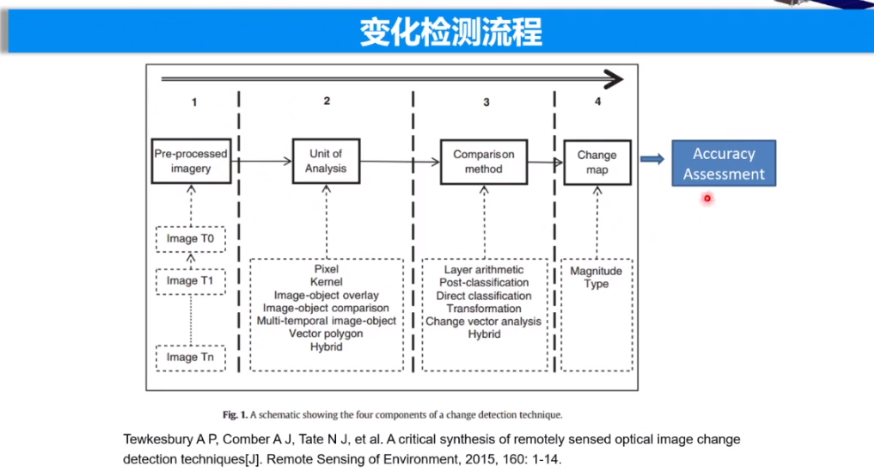 变化检测流程
1
2
3
4
Pre-processed
imagery
Unit of
Analysis
Comparison
method
Change
map
Accuracy
Assessment
Image T0
Image T1
Image Tn
Pixel
Kernel
Image-object overlay
Image-object comparison
Multi-temporal image-object
Vector polygon
Hybrid
Layer arithmetic
Post-classification
Direct classification
Transformation
Change vector analysis
Hybrid
Magnitude
Type
Fig. 1. A schematic showing the four components of a change detection technique.
Tewkesbury A P, Comber A J, Tate N J, et al. A critical synthesis of remotely sensed optical image change
detection techniques[J]. Remote Sensing of Environment, 2015, 160: 1-14.